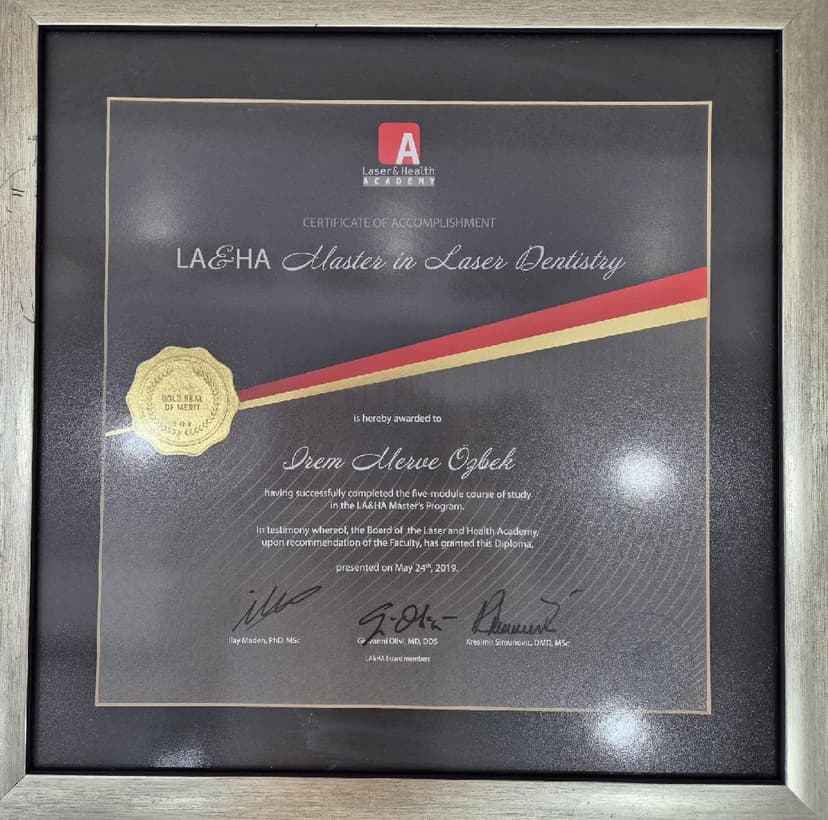 A
Laser & Health
ACADEMY
CERTIFICATE OF ACCOMPLISHMENT
LA&HA Master in Laser Dentistry
GOLD SEAL
OF MERIT
is hereby awarded to
Irem Merve Özbek
having successfully completed the five-module course of study
in the LA&HA Master's Program.
In testimony whereof, the Board of the Laser and Health Academy,
upon recommendation of the Faculty, has granted this Diploma,
presented on May 24th, 2019.
Ilay Maden, PhD, MSc
Giovanni Olivi, MD, DDS
Kresimir Simunovic, DMD, MSc
LA&HA board members